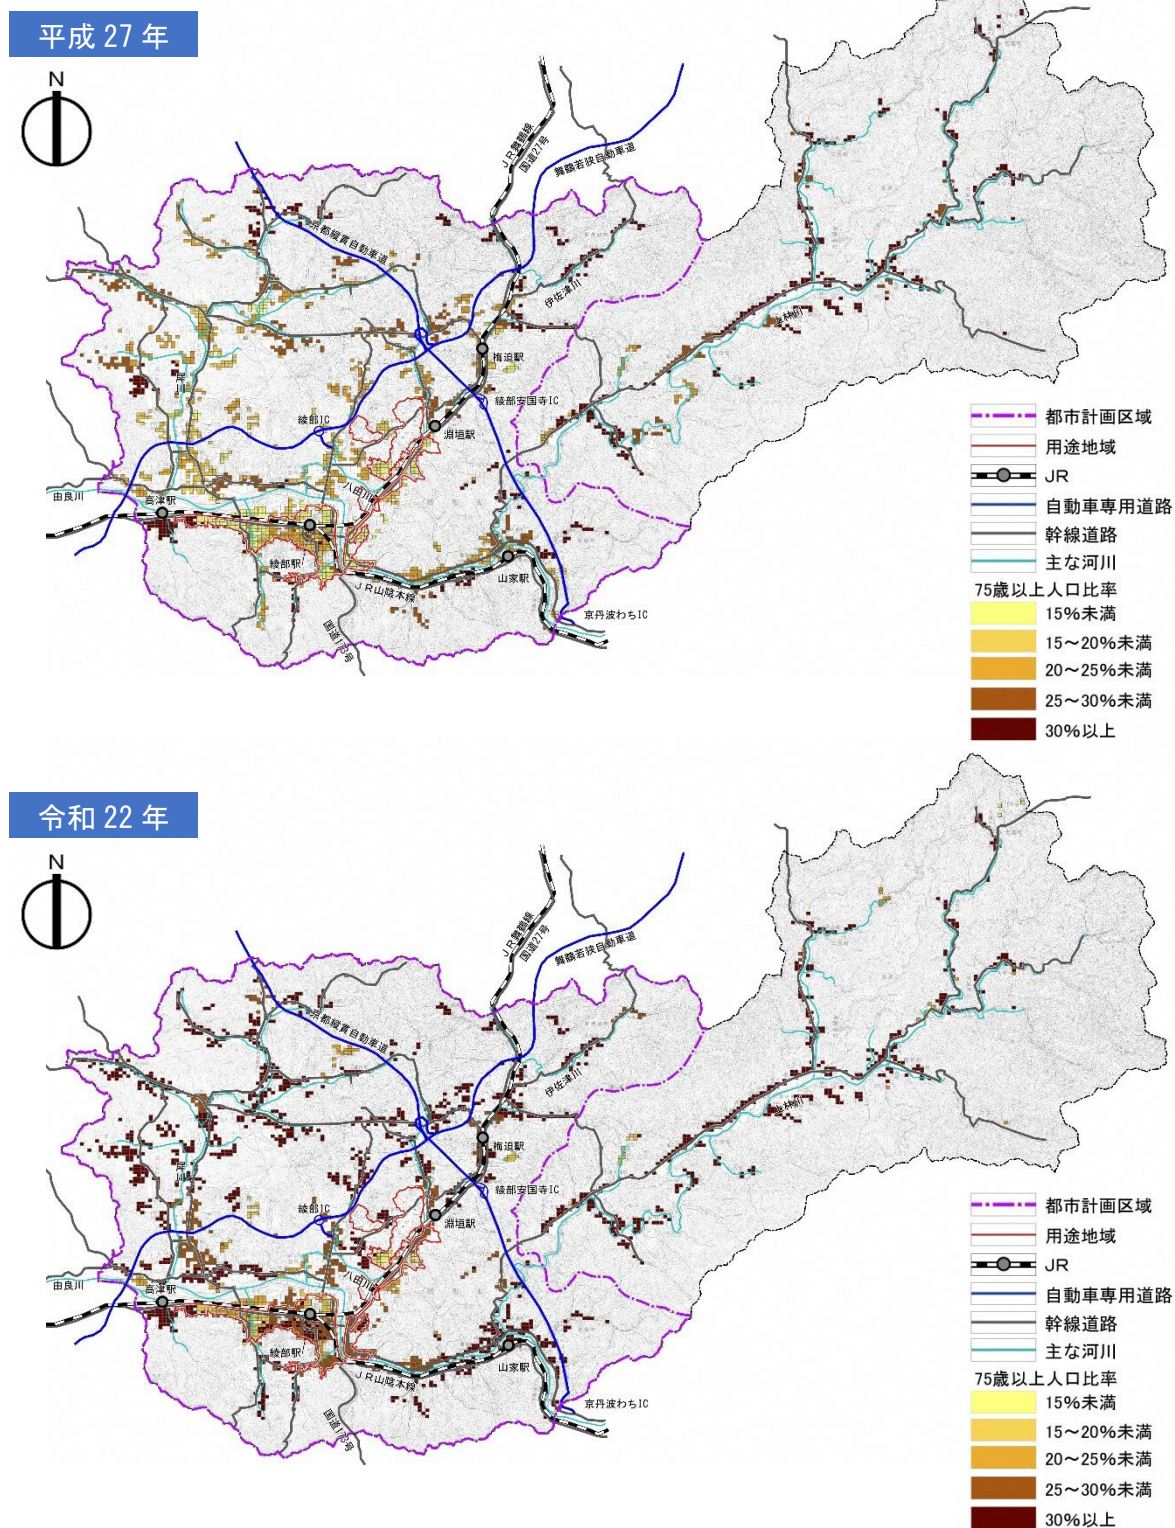 平成 27 年
N
JR舞鶴線
国道27号
舞鶴若狭自動車道
京都縦貫自動車道
伊佐津川
上林川
梅迫駅
綾部安国寺IC
綾部IC
淵垣駅
八田川
由良川
高津駅
綾部駅
JR山陰本線
山家駅
国道173号
京丹波わちIC
都市計画区域
用途地域
JR
自動車専用道路
幹線道路
主な河川
75歳以上人口比率
15%未満
15~20%未満
20~25%未満
25~30%未満
30%以上
令和 22 年
N
JR舞鶴線
国道27号
舞鶴若狭自動車道
京都縦貫自動車道
伊佐津川
上林川
梅迫駅
綾部安国寺IC
綾部IC
淵垣駅
八田川
由良川
高津駅
綾部駅
JR山陰本線
山家駅
国道173号
京丹波わちIC
都市計画区域
用途地域
JR
自動車専用道路
幹線道路
主な河川
75歳以上人口比率
15%未満
15~20%未満
20~25%未満
25~30%未満
30%以上